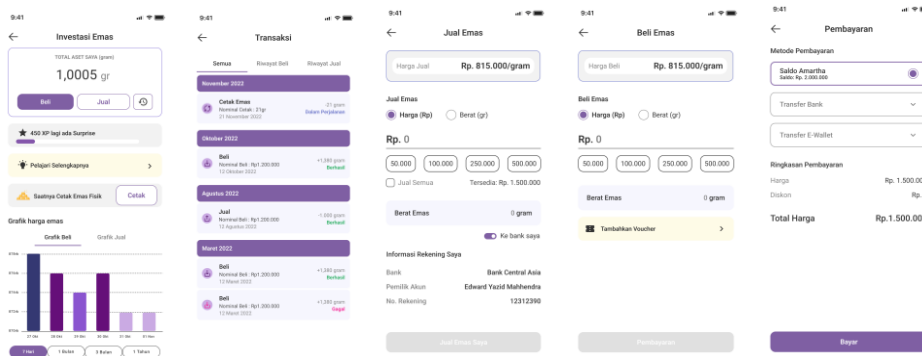 9:41
Investasi Emas
TOTAL ASET SAYA (gram)
1,0005 gr
Beli
Jual
450 XP lagi ada Surprise
Pelajari Selengkapnya
Saatnya Cetak Emas Fisik
Cetak
Grafik harga emas
Grafik Beli
Grafik Jual
7 Hari
1 Bulan
3 Bulan
1 Tahun
9:41
Transaksi
Semua
Riwayat Beli
Riwayat Jual
November 2022
Cetak Emas
Nominal Cetak : 21gr
21 November 2022
-21 gram
Dalam Perjalanan
Oktober 2022
Beli
Nominal Beli : Rp1.200.000
12 Oktober 2022
Berhasil
Agustus 2022
Jual
Nominal Beli : Rp1.200.000
12 Agustus 2022
Berhasil
Maret 2022
Beli
Nominal Beli : Rp1.200.000
12 Maret 2022
Berhasil
Beli
Nominal Beli : Rp1.200.000
12 Maret 2022
Gagal
9:41
Jual Emas
Harga Jual
Rp. 815.000/gram
Jual Emas
Harga (Rp)
Berat (gr)
Rp. 0
50.000
100.000
250.000
500.000
Jual Semua
Tersedia: Rp. 1.500.000
Berat Emas
0 gram
Ke bank saya
Informasi Rekening Saya
Bank
Bank Central Asia
Pemilik Akun
Edward Yazid Mahhendra
No. Rekening
12312390
Jual Emas Saya
9:41
Beli Emas
Harga Beli
Rp. 815.000/gram
Beli Emas
Harga (Rp)
Berat (gr)
Rp. 0
50.000
100.000
250.000
500.000
Berat Emas
0 gram
Tambahkan Voucher
Pembayaran
9:41
Pembayaran
Metode Pembayaran
Saldo Amartha
Saldo: Rp. 2.000.000
Transfer Bank
Transfer E-Wallet
Ringkasan Pembayaran
Harga
Rp. 1.500.00
Diskon
Rp.
Total Harga
Rp.1.500.00
Bayar